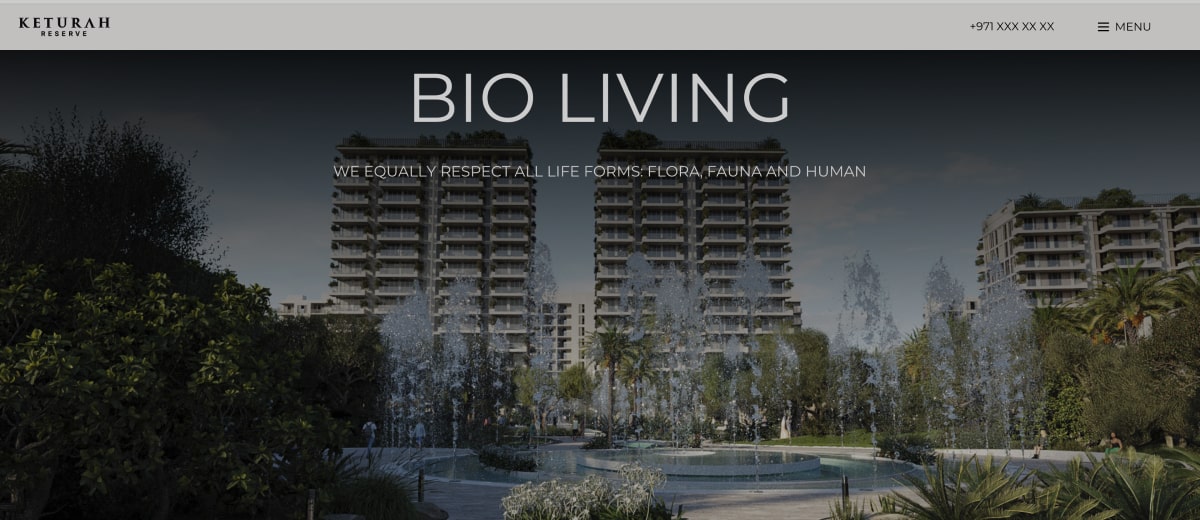 KETURAH
RESERVE
+971 XXX XX XX
MENU
BIO LIVING
WE EQUALLY RESPECT ALL LIFE FORMS: FLORA, FAUNA AND HUMAN